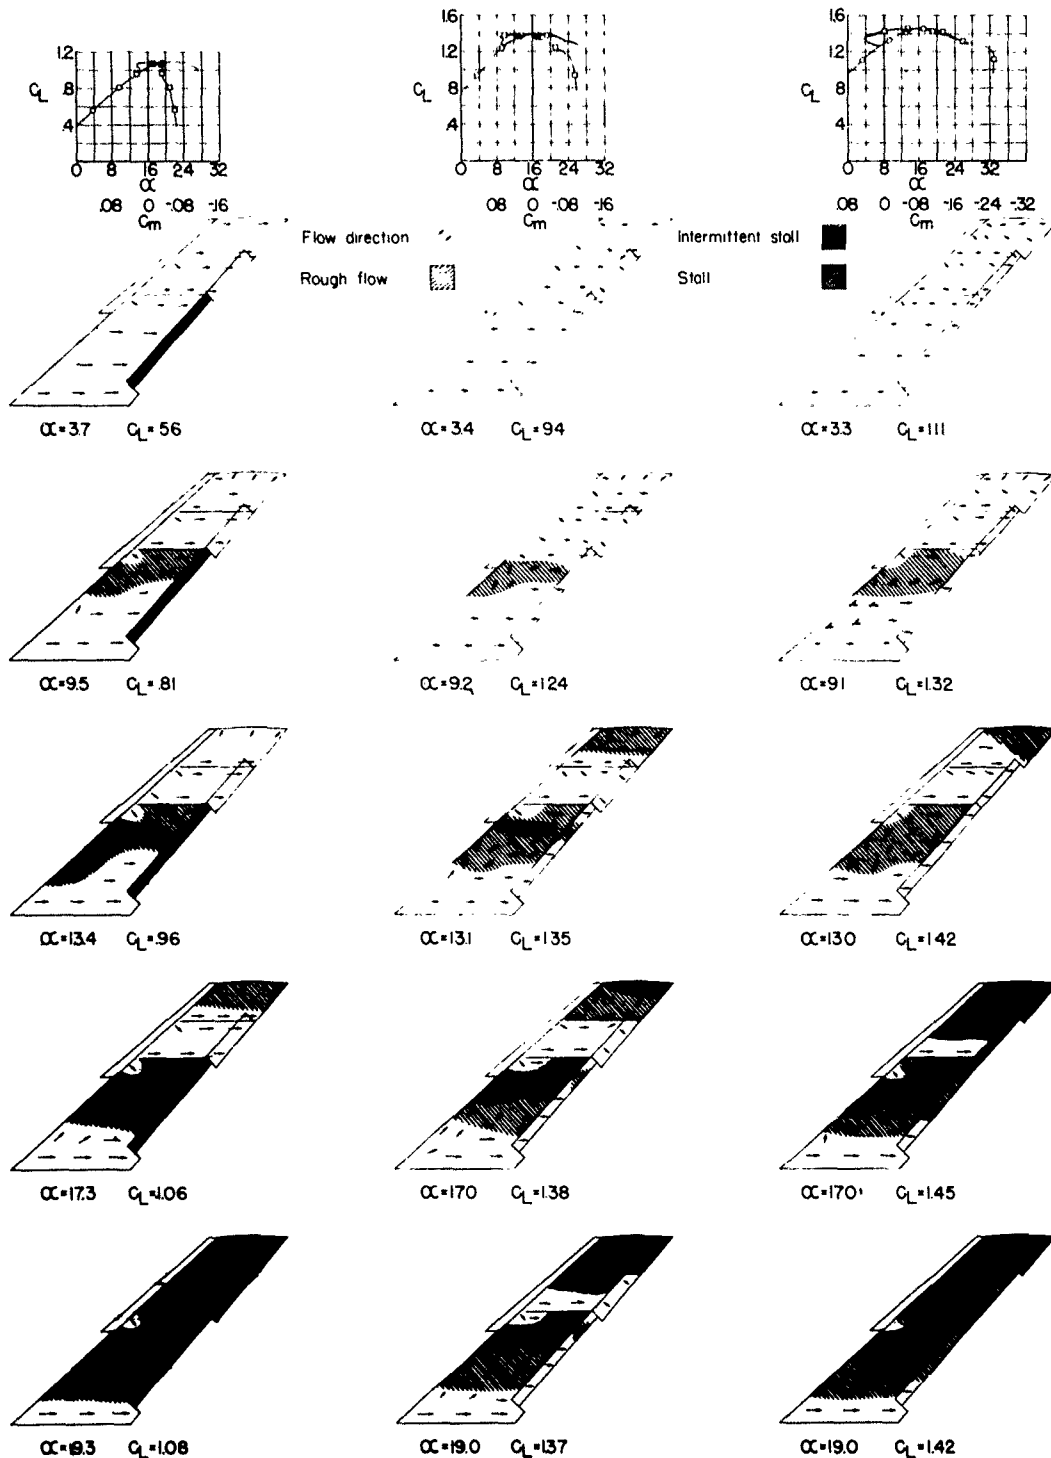 1.6 1.6
1.2 1.2 1.2
C_L .8 C_L .8 C_L .8
.4 .4 .4
0 8 16 24 32 0 8 16 24 32 0 8 16 24 32
α α α
.08 0 -.08 -.16 .08 0 -.08 -.16 .08 0 -.08 -.16 -.24 -.32
C_m C_m C_m
Flow direction Intermittent stall
Rough flow Stall
α=3.7 C_L=.56 α=3.4 C_L=.94 α=3.3 C_L=1.11
α=9.5 C_L=.81 α=9.2 C_L=1.24 α=9.1 C_L=1.32
α=13.4 C_L=.96 α=13.1 C_L=1.35 α=13.0 C_L=1.42
α=17.3 C_L=1.06 α=17.0 C_L=1.38 α=17.0 C_L=1.45
α=19.3 C_L=1.08 α=19.0 C_L=1.37 α=19.0 C_L=1.42